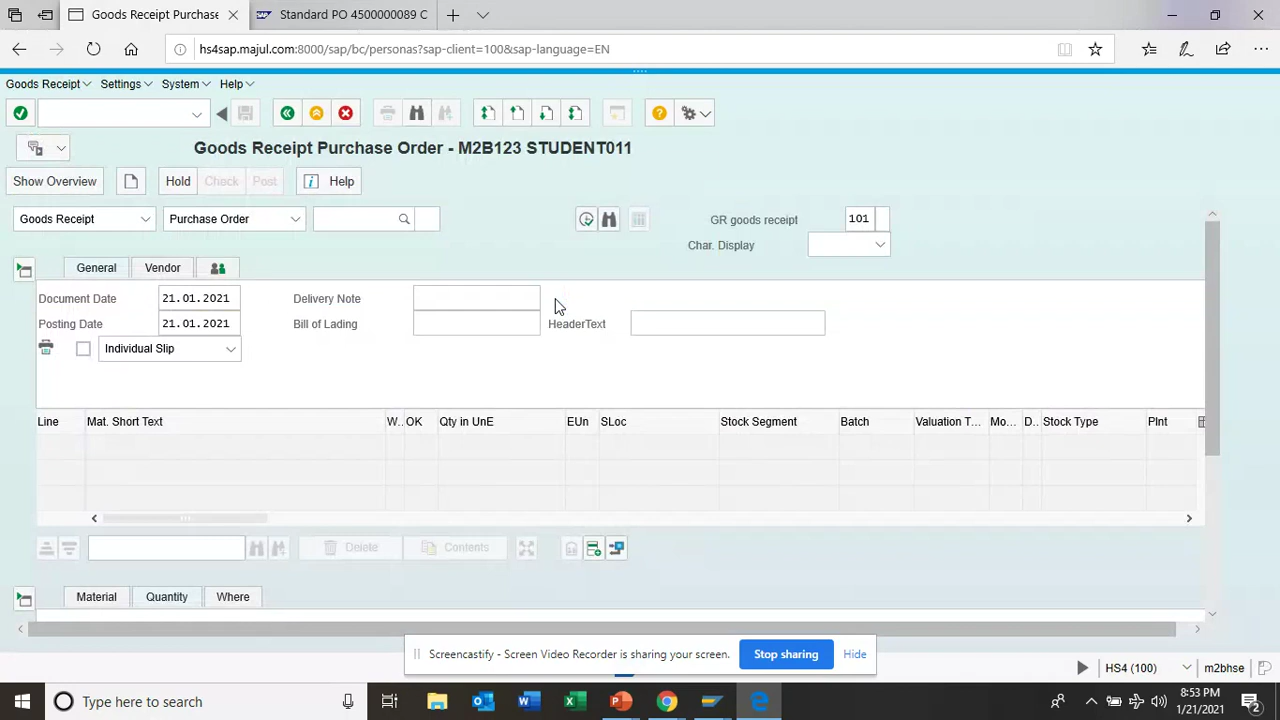 Goods Receipt Purchase
Standard PO 4500000089 C
hs4sap.majul.com:8000/sap/bc/personas?sap-client=100&sap-language=EN
Goods Receipt Settings System Help
Goods Receipt Purchase Order - M2B123 STUDENT011
Show Overview Hold Check Post Help
Goods Receipt Purchase Order GR goods receipt 101
Char. Display
General Vendor
Document Date 21.01.2021 Delivery Note
Posting Date 21.01.2021 Bill of Lading HeaderText
Individual Slip
Line Mat. Short Text W.. OK Qty in UnE EUn SLoc Stock Segment Batch Valuation T... Mo... D.. Stock Type Plnt
Delete Contents
Material Quantity Where
Screencastify - Screen Video Recorder is sharing your screen. Stop sharing Hide
HS4 (100) m2bhse
Type here to search
8:53 PM
1/21/2021
2